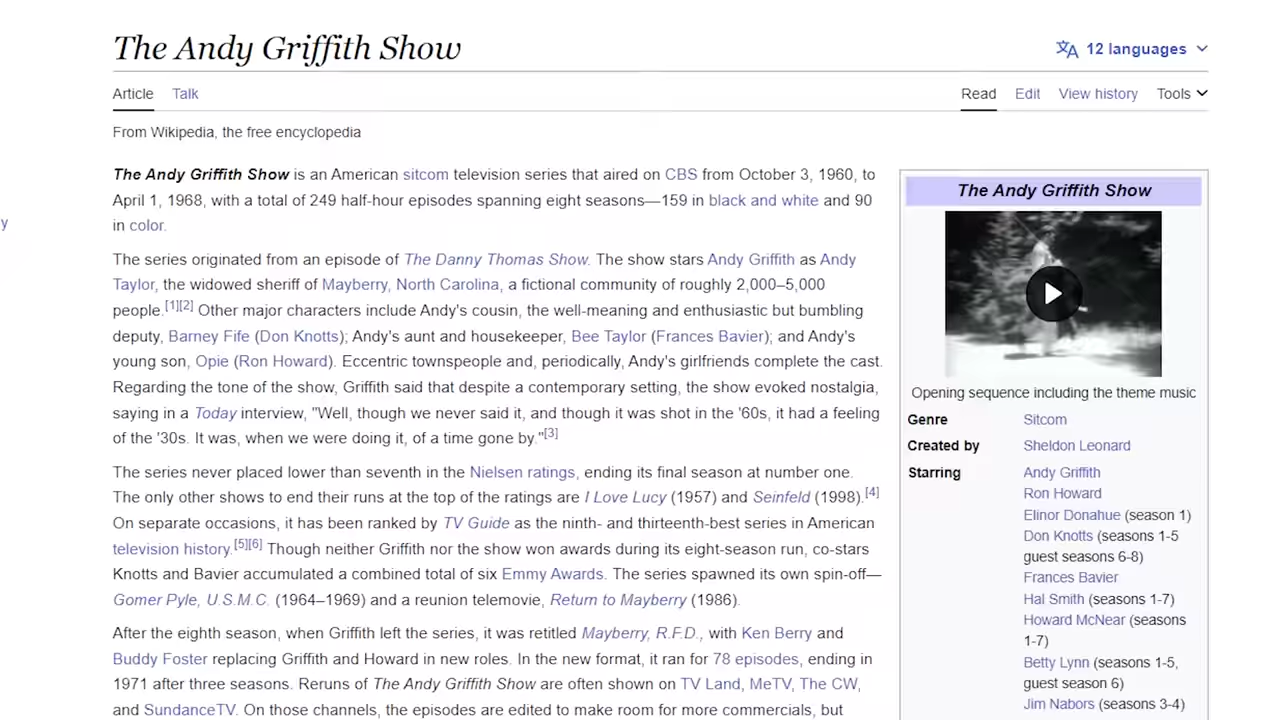 The Andy Griffith Show
12 languages
Article Talk
Read Edit View history Tools
From Wikipedia, the free encyclopedia
The Andy Griffith Show is an American sitcom television series that aired on CBS from October 3, 1960, to
April 1, 1968, with a total of 249 half-hour episodes spanning eight seasons—159 in black and white and 90
in color.
y
The series originated from an episode of The Danny Thomas Show. The show stars Andy Griffith as Andy
Taylor, the widowed sheriff of Mayberry, North Carolina, a fictional community of roughly 2,000–5,000
people.[1][2] Other major characters include Andy's cousin, the well-meaning and enthusiastic but bumbling
deputy, Barney Fife (Don Knotts); Andy's aunt and housekeeper, Bee Taylor (Frances Bavier); and Andy's
young son, Opie (Ron Howard). Eccentric townspeople and, periodically, Andy's girlfriends complete the cast.
Regarding the tone of the show, Griffith said that despite a contemporary setting, the show evoked nostalgia,
saying in a Today interview, "Well, though we never said it, and though it was shot in the '60s, it had a feeling
of the '30s. It was, when we were doing it, of a time gone by."[3]
The series never placed lower than seventh in the Nielsen ratings, ending its final season at number one.
The only other shows to end their runs at the top of the ratings are I Love Lucy (1957) and Seinfeld (1998).[4]
On separate occasions, it has been ranked by TV Guide as the ninth- and thirteenth-best series in American
television history.[5][6] Though neither Griffith nor the show won awards during its eight-season run, co-stars
Knotts and Bavier accumulated a combined total of six Emmy Awards. The series spawned its own spin-off—
Gomer Pyle, U.S.M.C. (1964–1969) and a reunion telemovie, Return to Mayberry (1986).
After the eighth season, when Griffith left the series, it was retitled Mayberry, R.F.D., with Ken Berry and
Buddy Foster replacing Griffith and Howard in new roles. In the new format, it ran for 78 episodes, ending in
1971 after three seasons. Reruns of The Andy Griffith Show are often shown on TV Land, MeTV, The CW,
and SundanceTV. On those channels, the episodes are edited to make room for more commercials, but
The Andy Griffith Show
Opening sequence including the theme music
Genre Sitcom
Created by Sheldon Leonard
Starring Andy Griffith
Ron Howard
Elinor Donahue (season 1)
Don Knotts (seasons 1-5
guest seasons 6-8)
Frances Bavier
Hal Smith (seasons 1-7)
Howard McNear (seasons
1-7)
Betty Lynn (seasons 1-5,
guest season 6)
Jim Nabors (seasons 3-4)